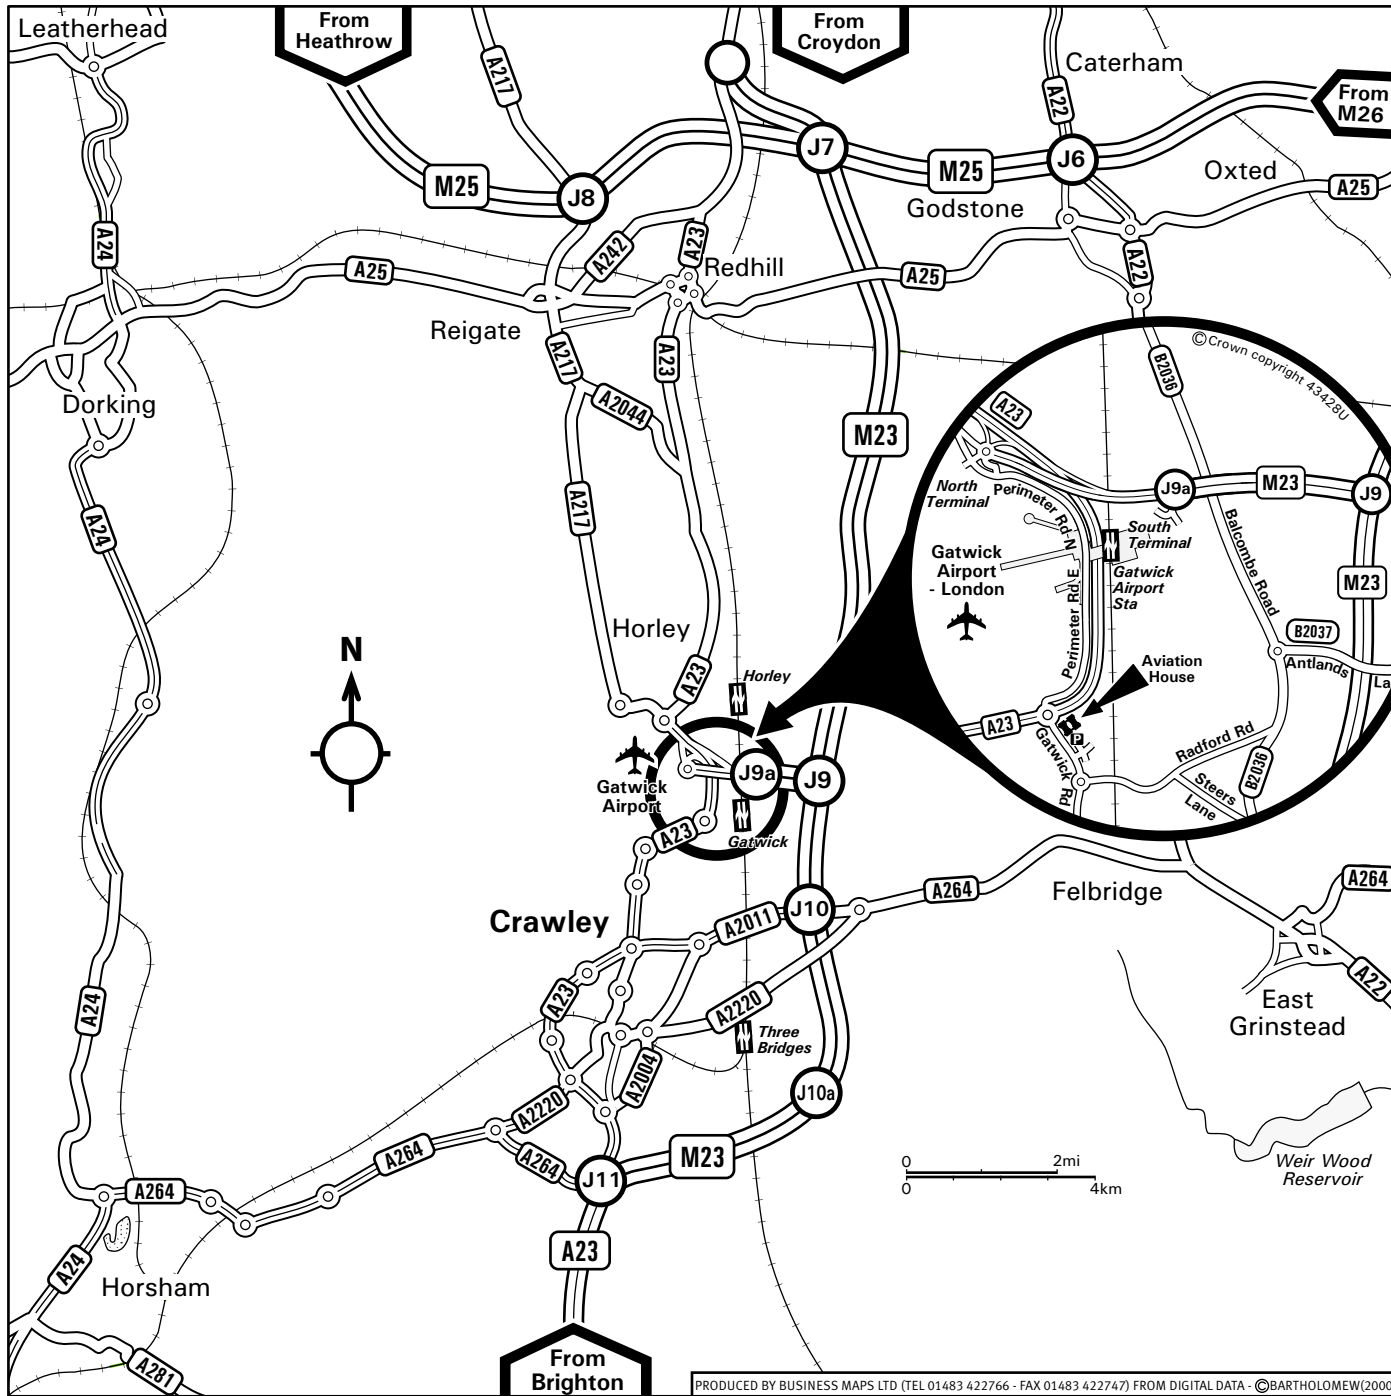 Leatherhead
From
Heathrow
From
Croydon
Caterham
From
M26
A217
A22
J7
J6
M25
J8
M25
Oxted
A25
Godstone
A24
A242
A23
Redhill
A25
A25
A22
Reigate
A217
A23
B2036
© Crown copyright 43428U
Dorking
A2044
M23
A23
North
Terminal
Perimeter Rd N
J9a
M23
J9
A24
A217
South
Terminal
Balcombe Road
Gatwick
Airport
- London
Gatwick
Airport
Sta
Perimeter Rd E
M23
B2037
Antlands
La
N
Horley
A23
Horley
Aviation
House
A23
P
Gatwick Rd
Radford Rd
Steers
Lane
B2036
Gatwick
Airport
J9a
J9
A23
Gatwick
Crawley
A2011
J10
A264
Felbridge
A264
A24
A23
A2220
A22
East
Grinstead
Three
Bridges
A2004
J10a
A2220
A264
A264
M23
J11
A264
0
2mi
0
4km
Weir Wood
Reservoir
A24
Horsham
A23
A281
From
Brighton
PRODUCED BY BUSINESS MAPS LTD (TEL 01483 422766 - FAX 01483 422747) FROM DIGITAL DATA - ©BARTHOLOMEW(2000